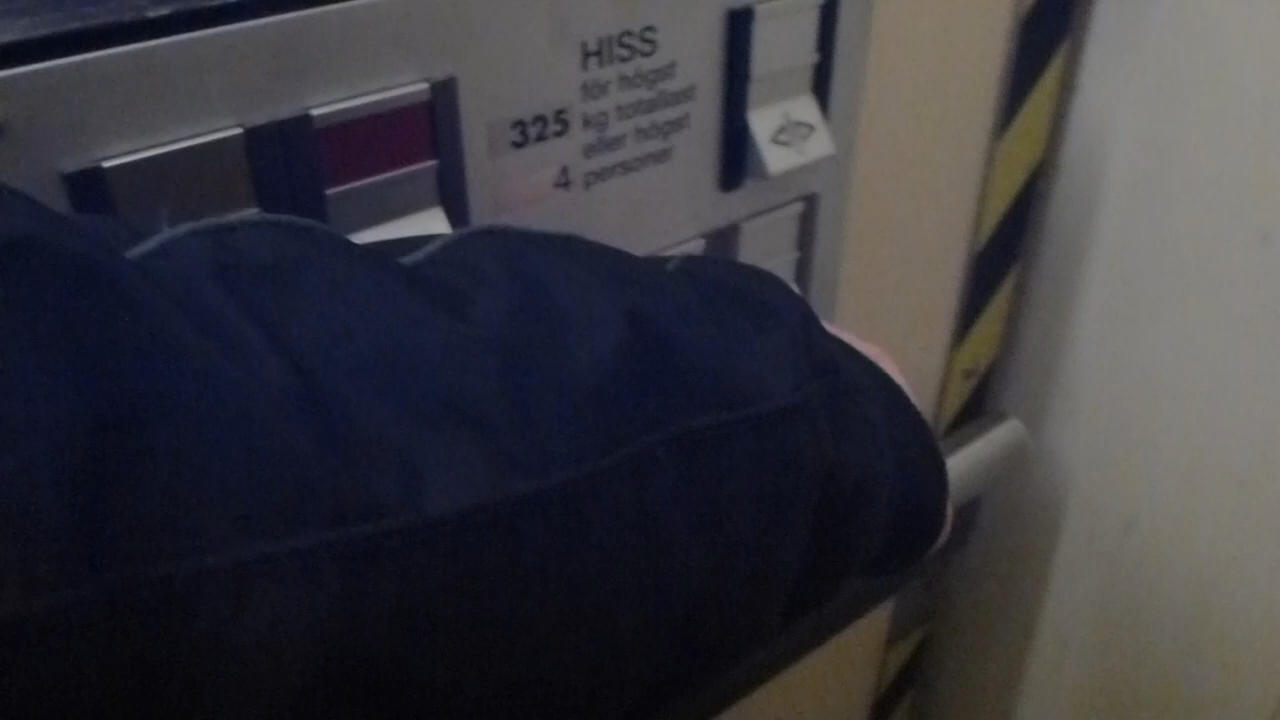 HISS
för högst
325 kg totallast
eller högst
4 personer